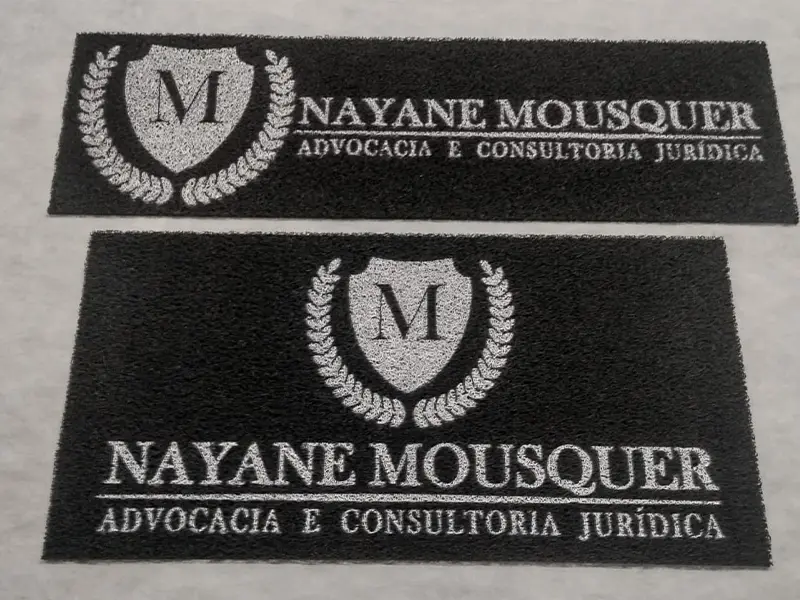 M
NAYANE MOUSQUER
ADVOCACIA E CONSULTORIA JURÍDICA
M
NAYANE MOUSQUER
ADVOCACIA E CONSULTORIA JURÍDICA